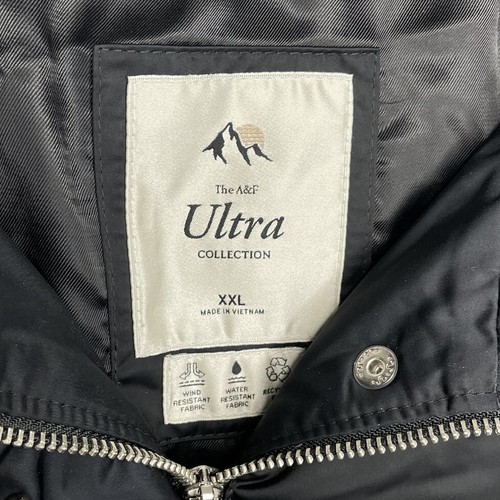 The A&F
Ultra
COLLECTION
XXL
MADE IN VIETNAM
WIND
RESISTANT
FABRIC
WATER
RESISTANT
FABRIC